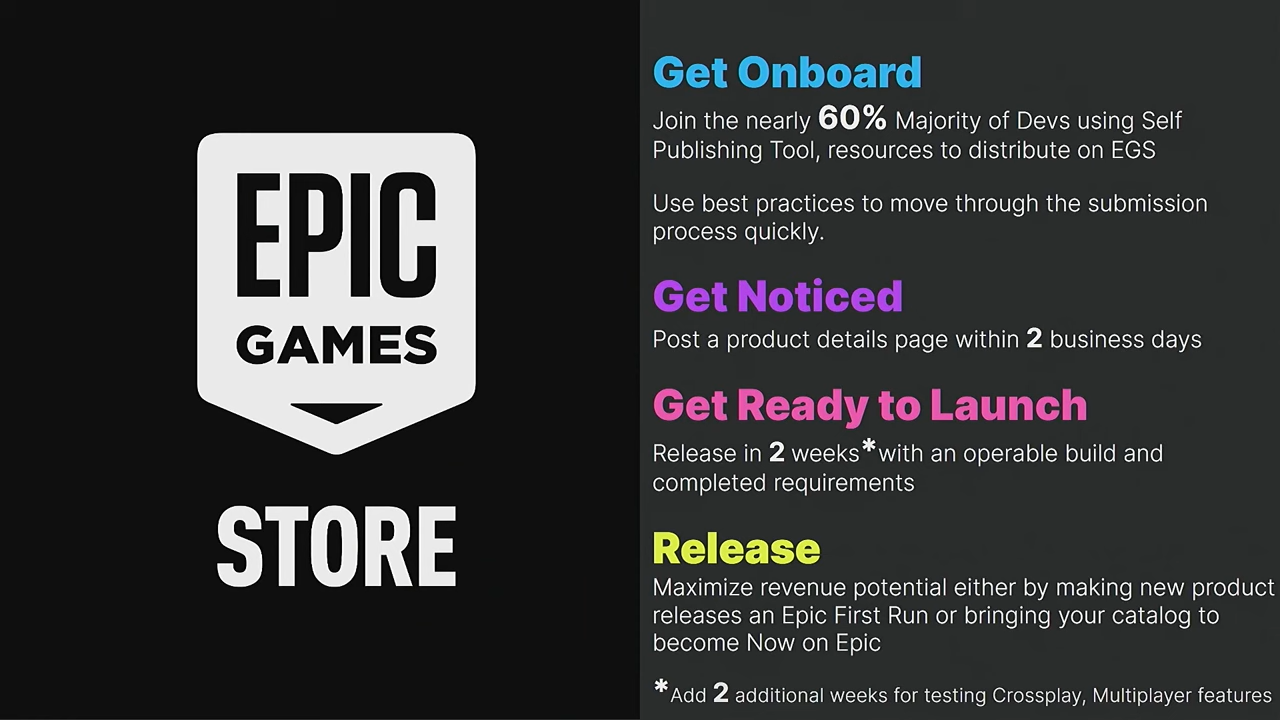 EPIC
GAMES
STORE
Get Onboard
Join the nearly 60% Majority of Devs using Self
Publishing Tool, resources to distribute on EGS
Use best practices to move through the submission
process quickly.
Get Noticed
Post a product details page within 2 business days
Get Ready to Launch
Release in 2 weeks*with an operable build and
completed requirements
Release
Maximize revenue potential either by making new product
releases an Epic First Run or bringing your catalog to
become Now on Epic
*Add 2 additional weeks for testing Crossplay, Multiplayer features